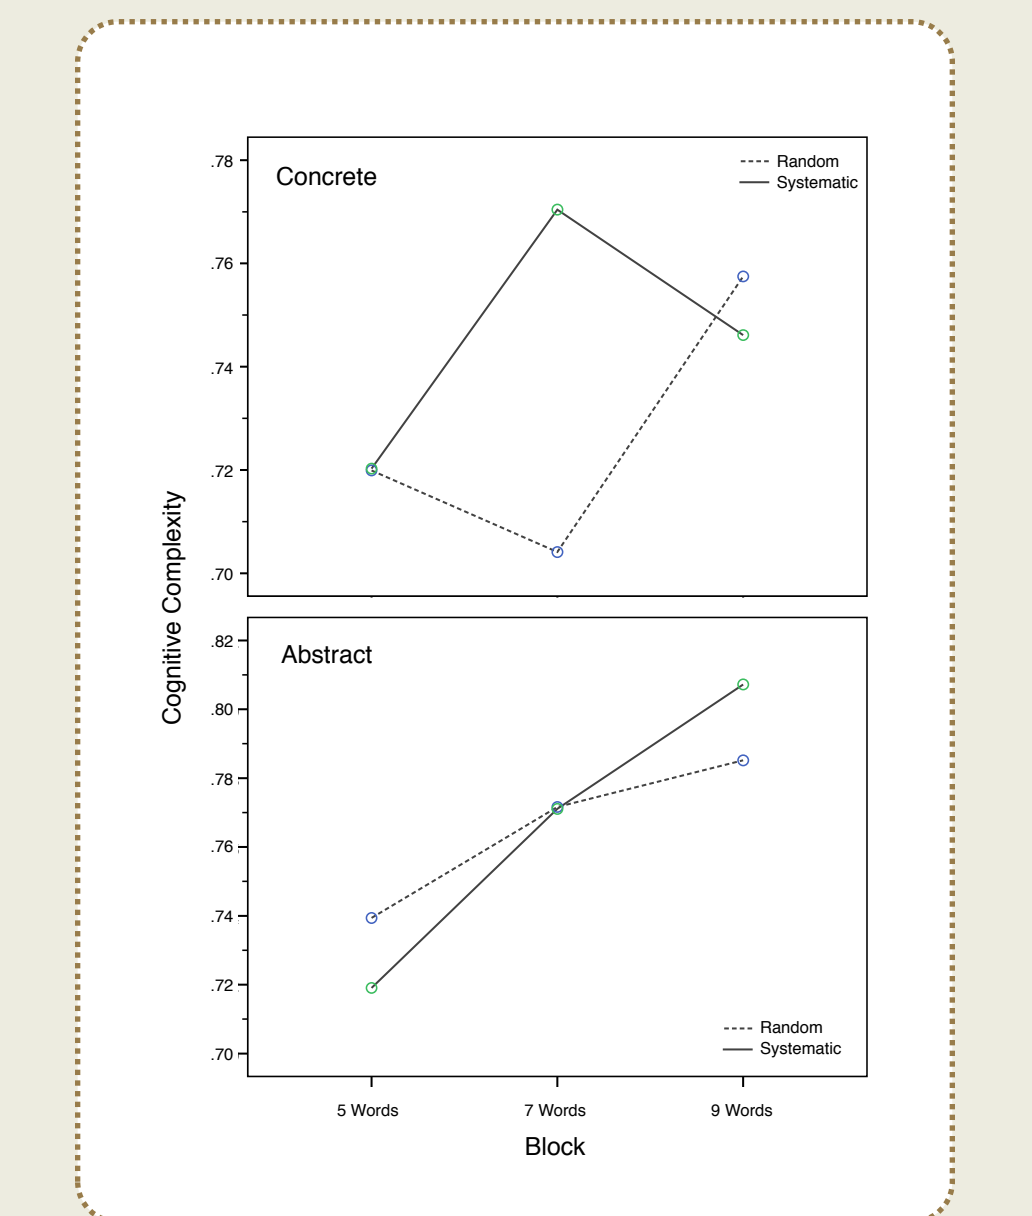 Concrete
Random
Systematic
.78
.76
.74
.72
.70
Cognitive Complexity
Abstract
.82
.80
.78
.76
.74
.72
.70
Random
Systematic
5 Words
7 Words
9 Words
Block